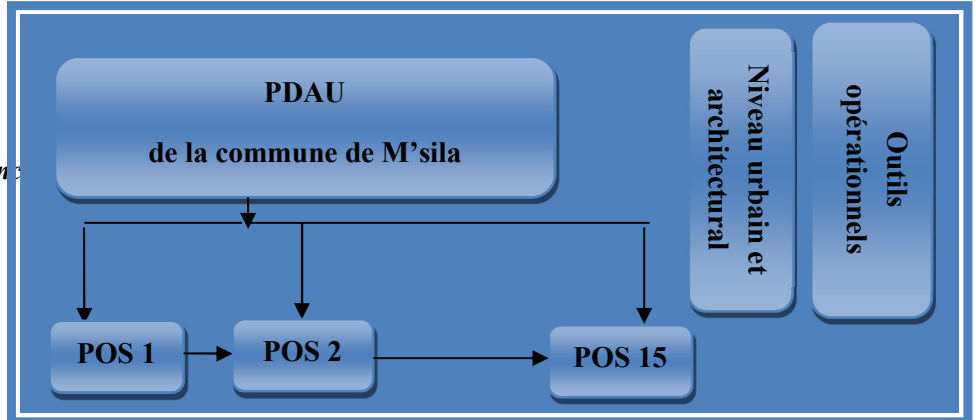 PDAU
de la commune de M’sila
Niveau urbain et
architectural
Outils
opérationnels
POS 1
POS 2
POS 15